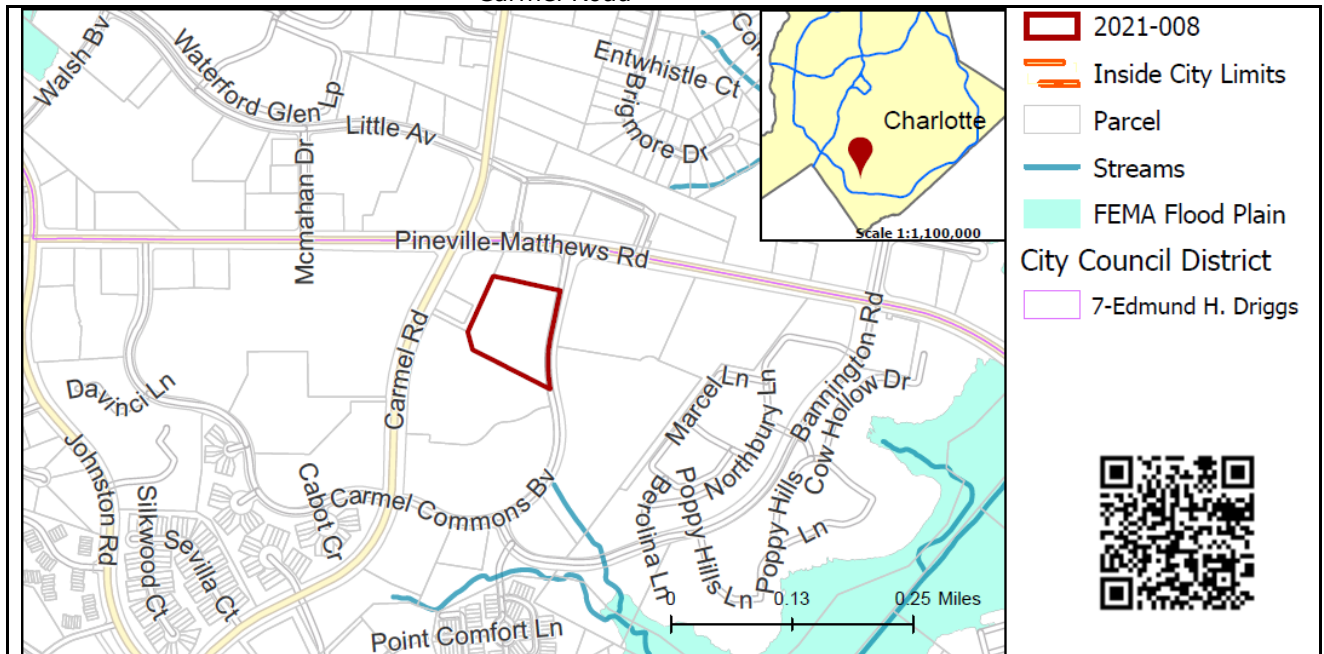 Carmel Road
Walsh Bv
Waterford Glen Lp
Little Av
Mcmahan Dr
Entwhistle Ct
Brigmore Dr
Pineville-Matthews Rd
Carmel Rd
Davinci Ln
Johnston Rd
Silkwood Ct
Sevilla Ct
Cabot Cr
Carmel Commons Bv
Point Comfort Ln
Marcel Ln
Northbury Ln
Bannington Rd
Cow Hollow Dr
Berolina Ln
Poppy Hills Ln
Poppy Hills Ln
0 0.13 0.25 Miles
Charlotte
Scale 1:1,100,000
2021-008
Inside City Limits
Parcel
Streams
FEMA Flood Plain
City Council District
7-Edmund H. Driggs